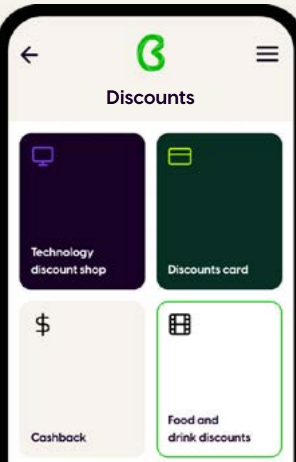 Discounts
Technology
discount shop
Discounts card
Cashback
Food and
drink discounts